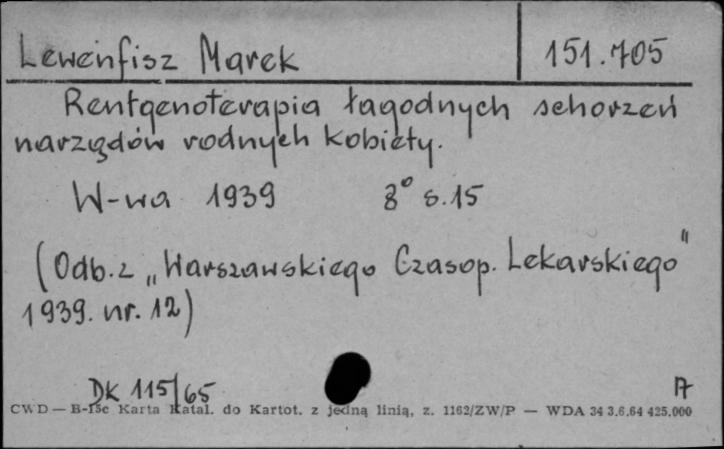 Lewenfisz Marek 151.705
Rentgenoterapia łagodnych schorzeń
narządów rodnych kobiety.
W-wa 1939 8° s.15
(Odb.z „Warszawskiego Czasop. Lekarskiego"
1939. nr. 12)
DK 115/65
CWD — B-15c Karta Katal. do Kartot. z jedną linią, z. 1162/ZW/P — WDA 34 3.6.64 425.000